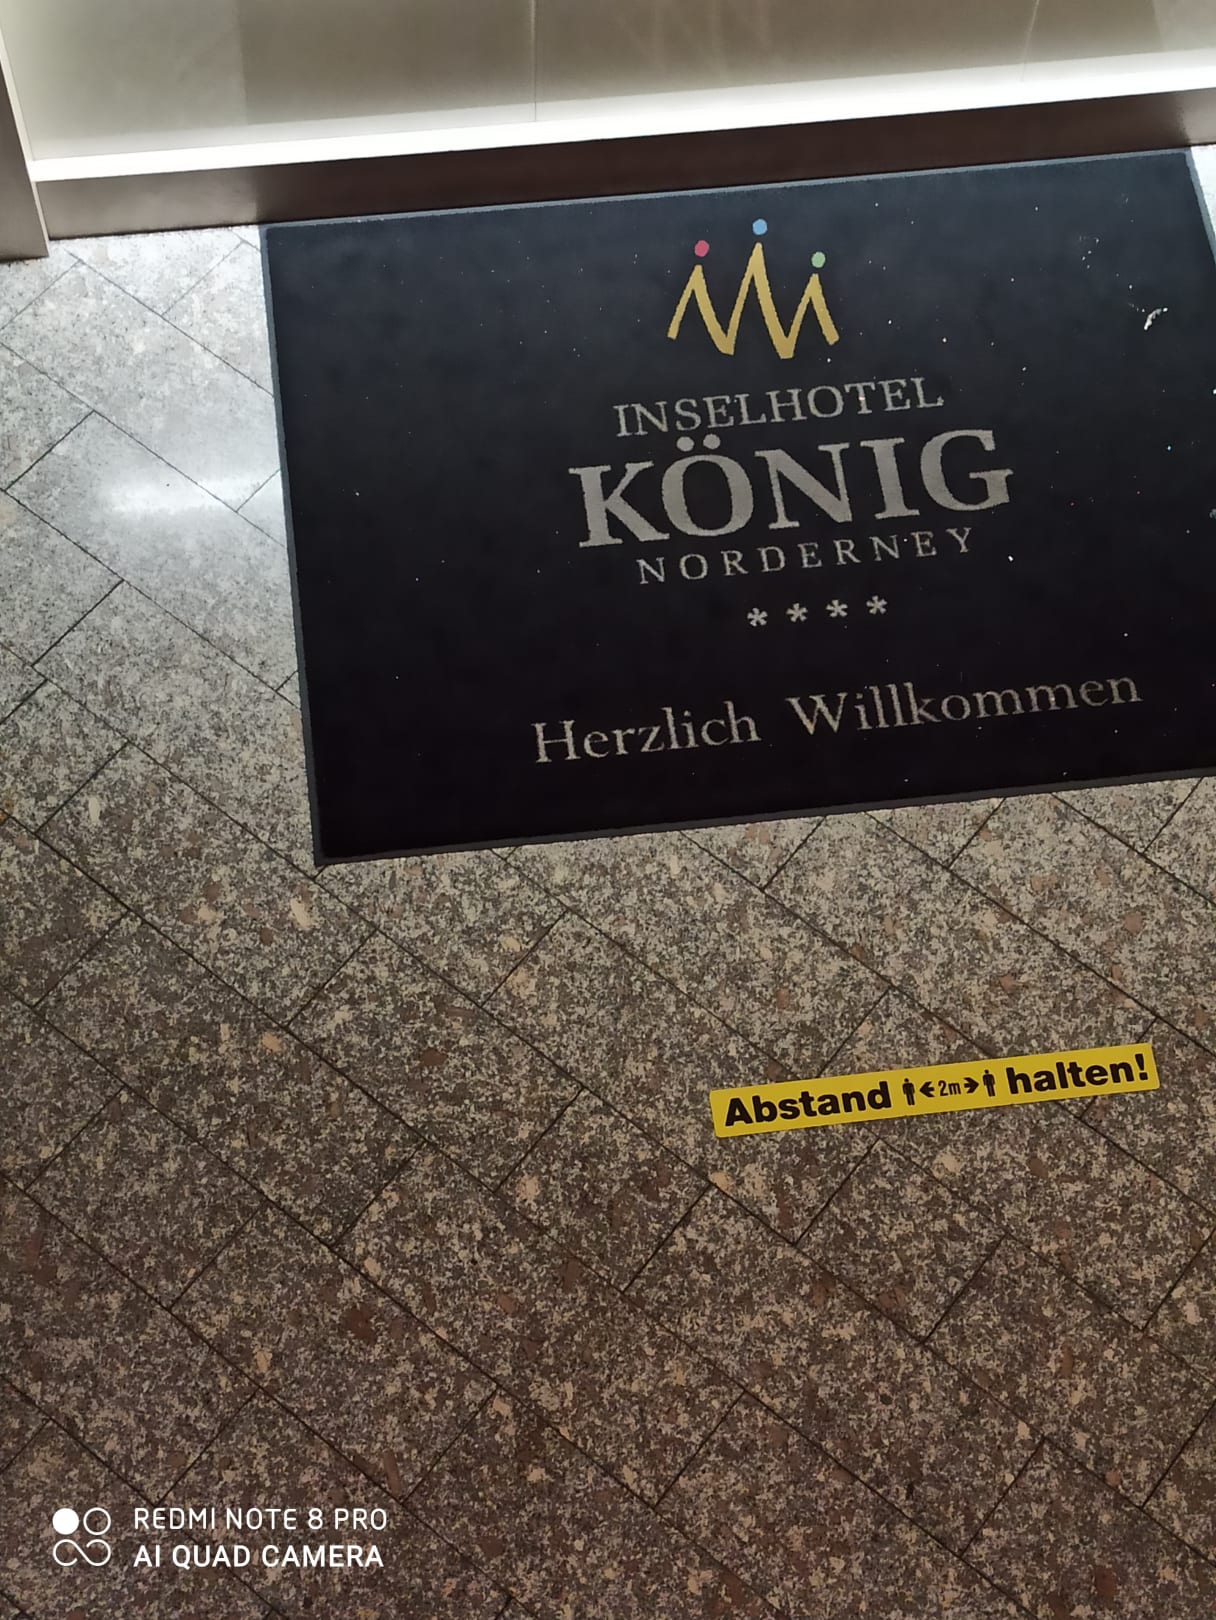 INSELHOTEL
KÖNIG
NORDERNEY
****
Herzlich Willkommen
Abstand 2m halten!
REDMI NOTE 8 PRO
AI QUAD CAMERA